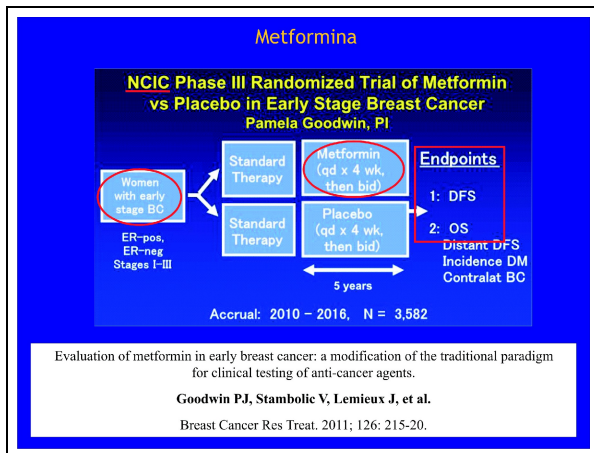 Metformina
NCIC Phase III Randomized Trial of Metformin
vs Placebo in Early Stage Breast Cancer
Pamela Goodwin, PI
Women
with early
stage BC
ER-pos,
ER-neg
Stages I-III
Standard
Therapy
Metformin
(qd x 4 wk,
then bid)
Standard
Therapy
Placebo
(qd x 4 wk,
then bid)
5 years
Endpoints
1: DFS
2: OS
Distant DFS
Incidence DM
Contralat BC
Accrual: 2010 - 2016, N = 3,582
Evaluation of metformin in early breast cancer: a modification of the traditional paradigm
for clinical testing of anti-cancer agents.
Goodwin PJ, Stambolic V, Lemieux J, et al.
Breast Cancer Res Treat. 2011; 126: 215-20.